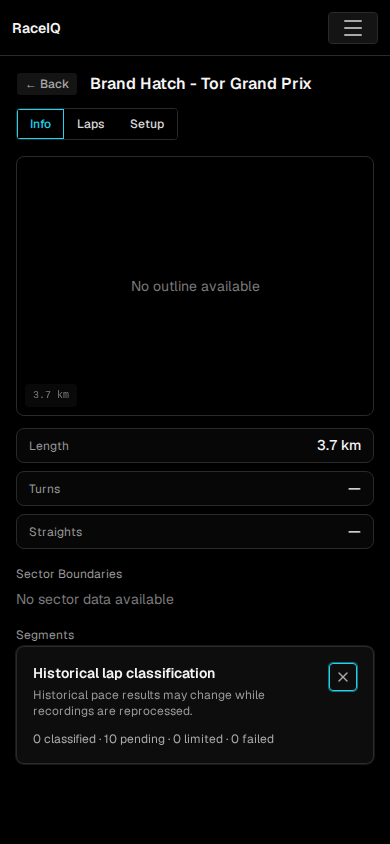 RaceIQ
← Back
Brand Hatch - Tor Grand Prix
Info
Laps
Setup
No outline available
3.7 km
Length
3.7 km
Turns
—
Straights
—
Sector Boundaries
No sector data available
Segments
Historical lap classification
Historical pace results may change while
recordings are reprocessed.
0 classified · 10 pending · 0 limited · 0 failed